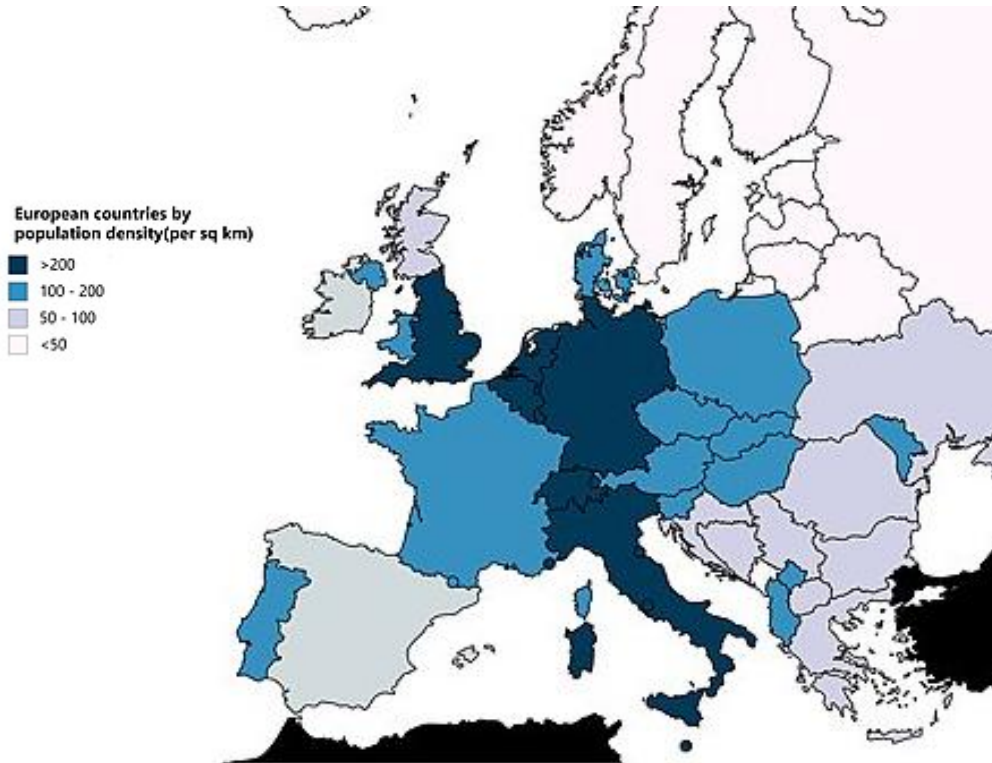 European countries by
population density(per sq km)
>200
100 - 200
50 - 100
<50